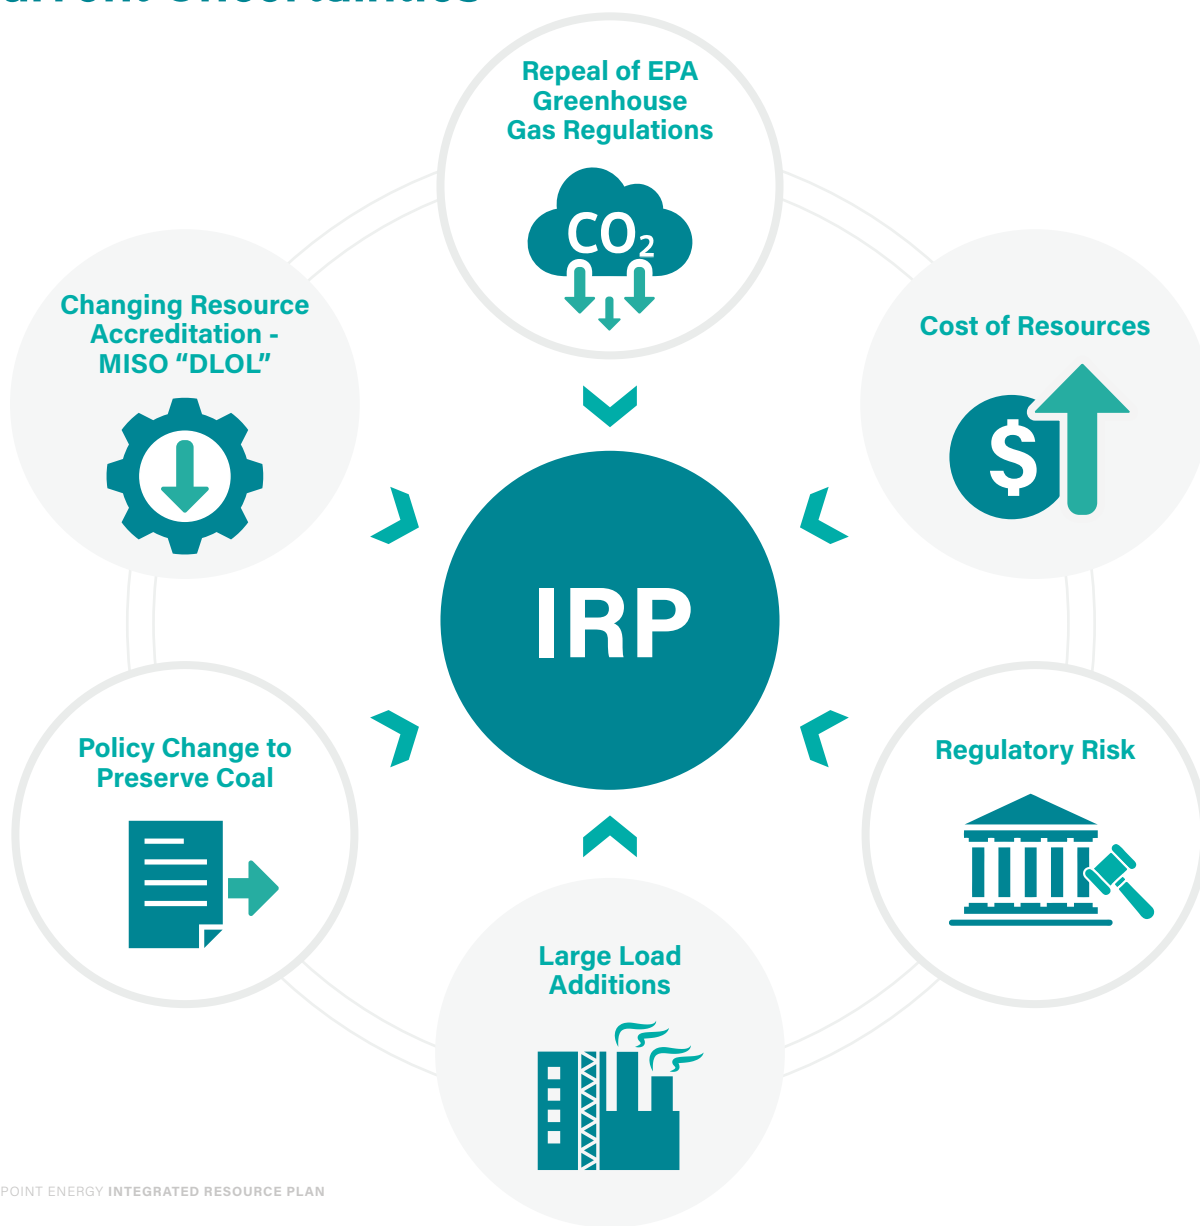 Uncertainties
Repeal of EPA
Greenhouse
Gas Regulations
CO₂
Changing Resource
Accreditation -
MISO “DLOL”
Cost of Resources
$
IRP
Policy Change to
Preserve Coal
Regulatory Risk
Large Load
Additions
POINT ENERGY INTEGRATED RESOURCE PLAN